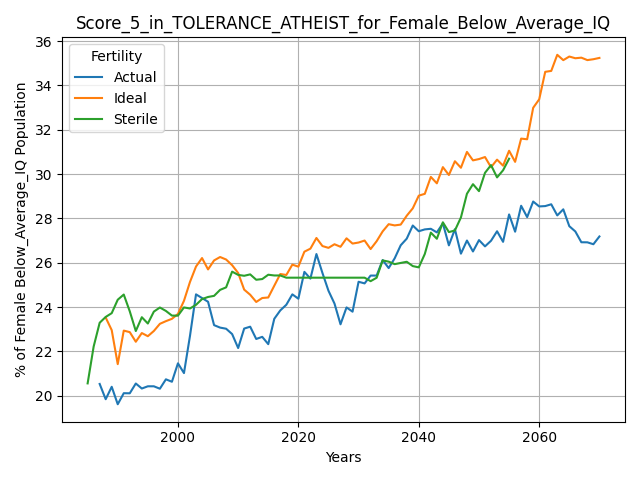 Score_5_in_TOLERANCE_ATHEIST_for_Female_Below_Average_IQ
Fertility
Actual
Ideal
Sterile
% of Female Below_Average_IQ Population
36
34
32
30
28
26
24
22
20
2000
2020
2040
2060
Years